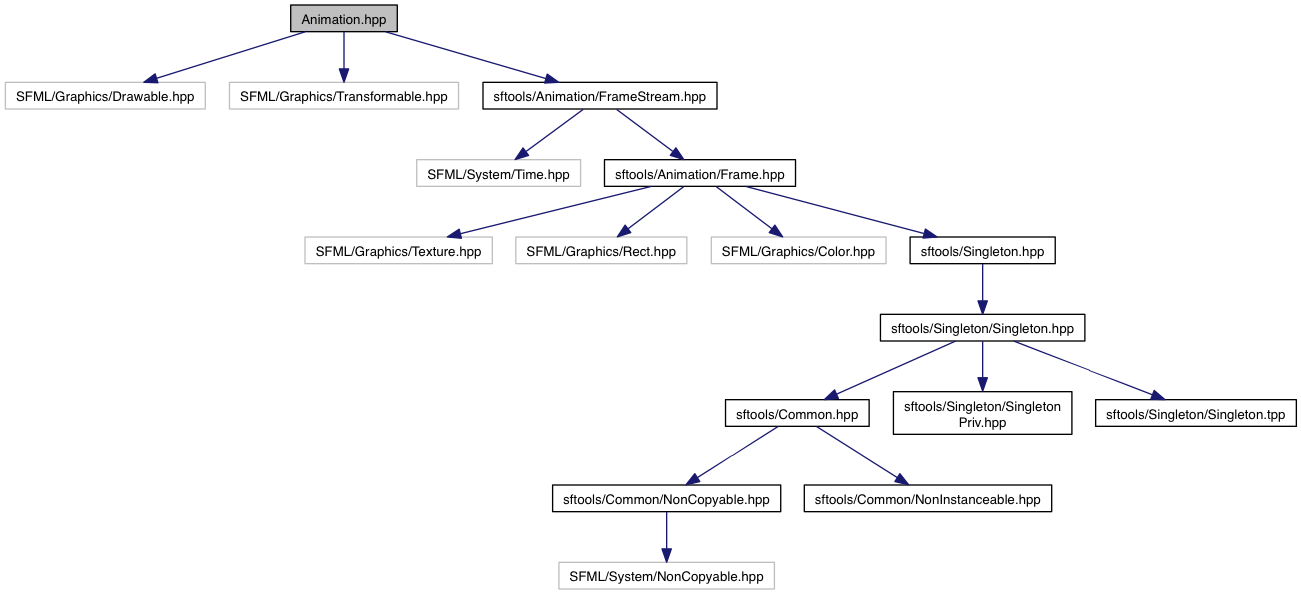 Animation.hpp
SFML/Graphics/Drawable.hpp
SFML/Graphics/Transformable.hpp
sftools/Animation/FrameStream.hpp
SFML/System/Time.hpp
sftools/Animation/Frame.hpp
SFML/Graphics/Texture.hpp
SFML/Graphics/Rect.hpp
SFML/Graphics/Color.hpp
sftools/Singleton.hpp
sftools/Singleton/Singleton.hpp
sftools/Common.hpp
sftools/Singleton/Singleton
Priv.hpp
sftools/Singleton/Singleton.tpp
sftools/Common/NonCopyable.hpp
sftools/Common/NonInstanceable.hpp
SFML/System/NonCopyable.hpp